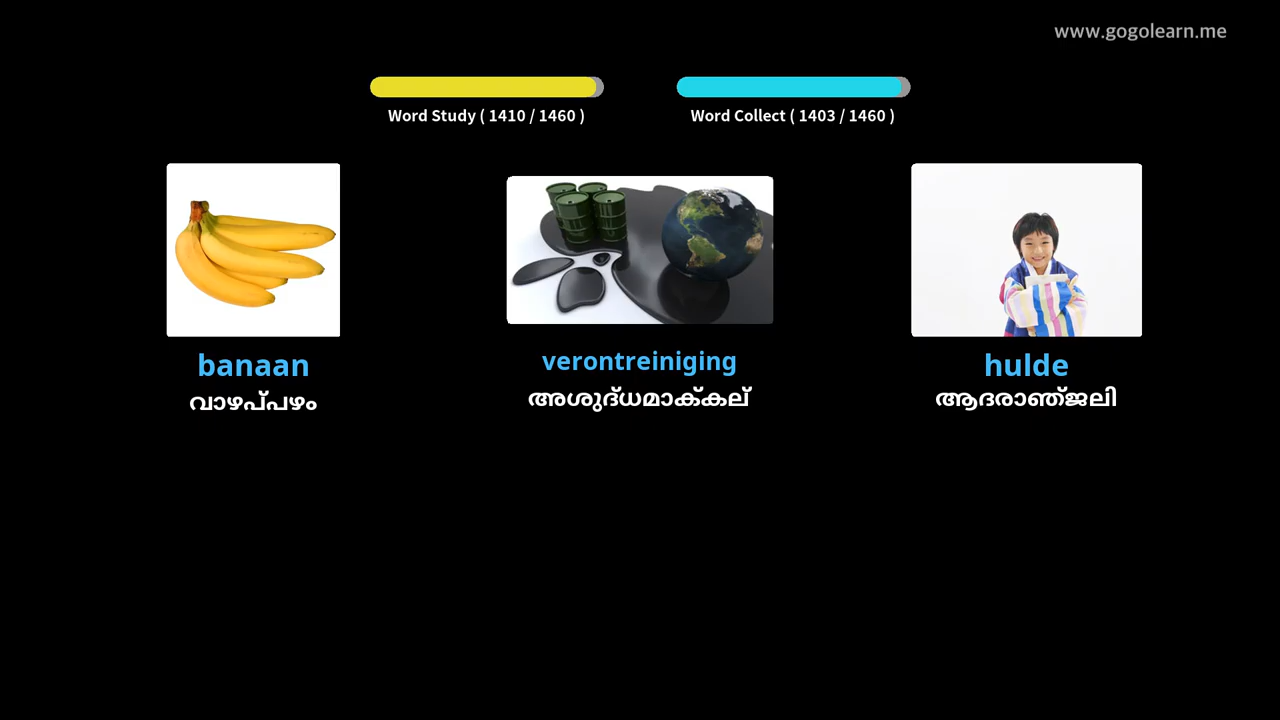 www.gogolearn.me
Word Study ( 1410 / 1460 )
Word Collect ( 1403 / 1460 )
banaan
verontreiniging
hulde
വാഴപ്പഴം
അശുദ്ധമാക്കല്
ആദരാഞ്ജലി